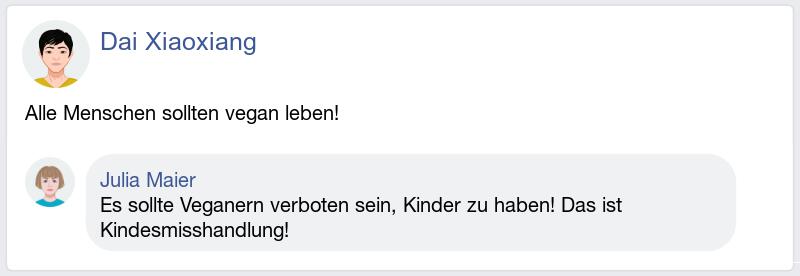 Dai Xiaoxiang
Alle Menschen sollten vegan leben!
Julia Maier
Es sollte Veganern verboten sein, Kinder zu haben! Das ist
Kindesmisshandlung!